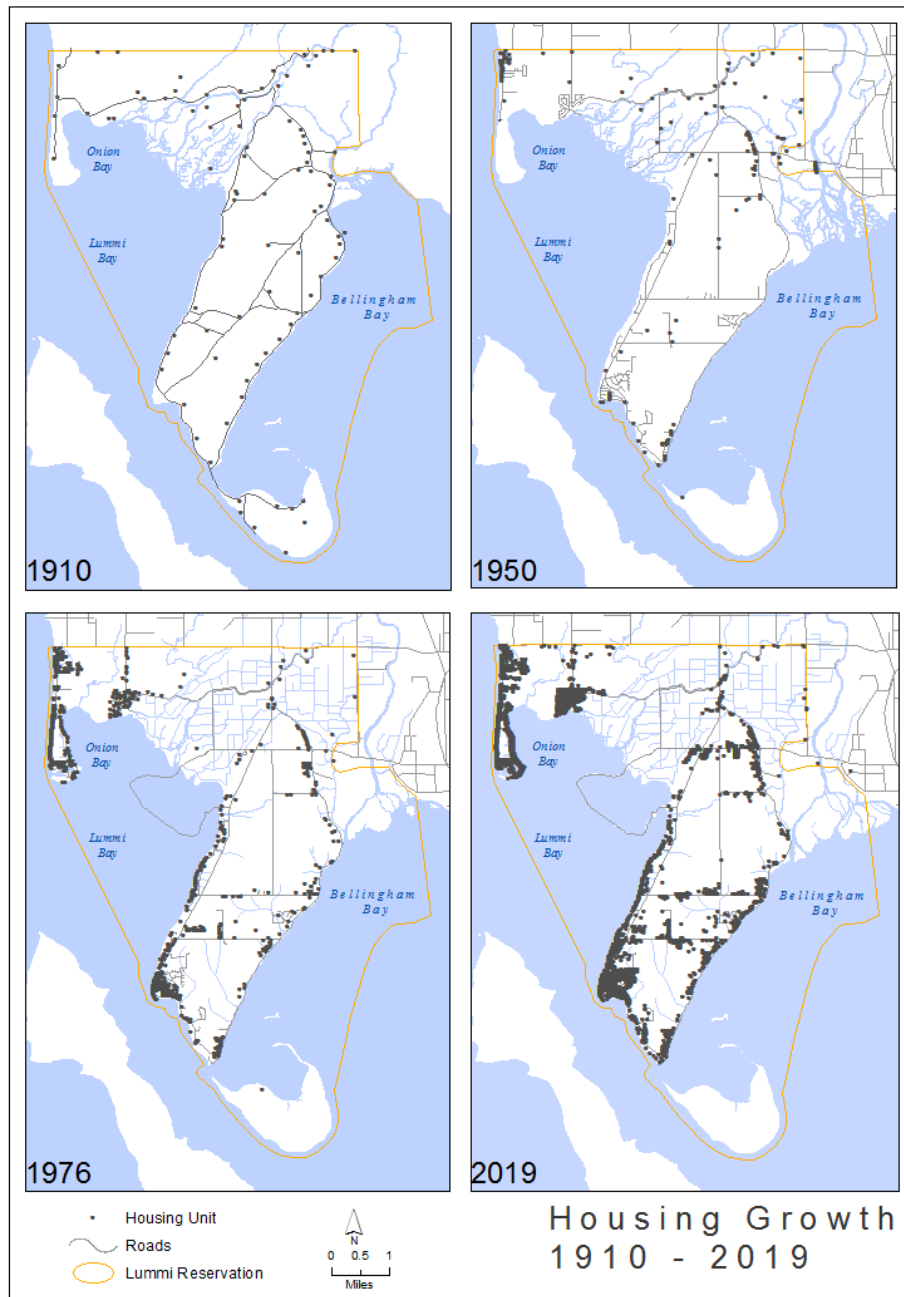 Onion
Bay
Lummi
Bay
Bellingham
Bay
1910
Onion
Bay
Lummi
Bay
Bellingham
Bay
1950
Onion
Bay
Lummi
Bay
Bellingham
Bay
1976
Onion
Bay
Lummi
Bay
Bellingham
Bay
2019
Housing Unit
Roads
Lummi Reservation
N
0 0.5 1
Miles
Housing Growth
1910 - 2019